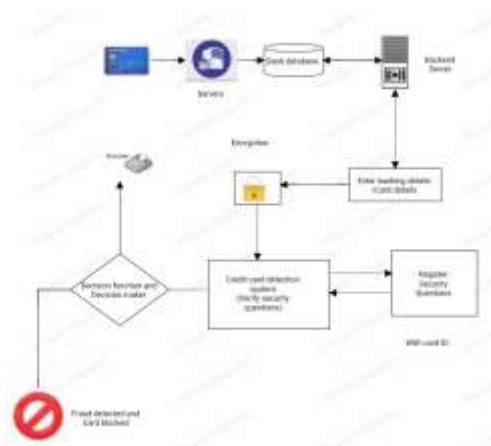 Bank database
Backend
Server
Servers
Encryption
Enter banking details
(Card details
Decision function and
Decision maker
Credit card detection
system
(Verify security
questions)
Register
Security
Questions
With card ID
Fraud detected and
Card blocked